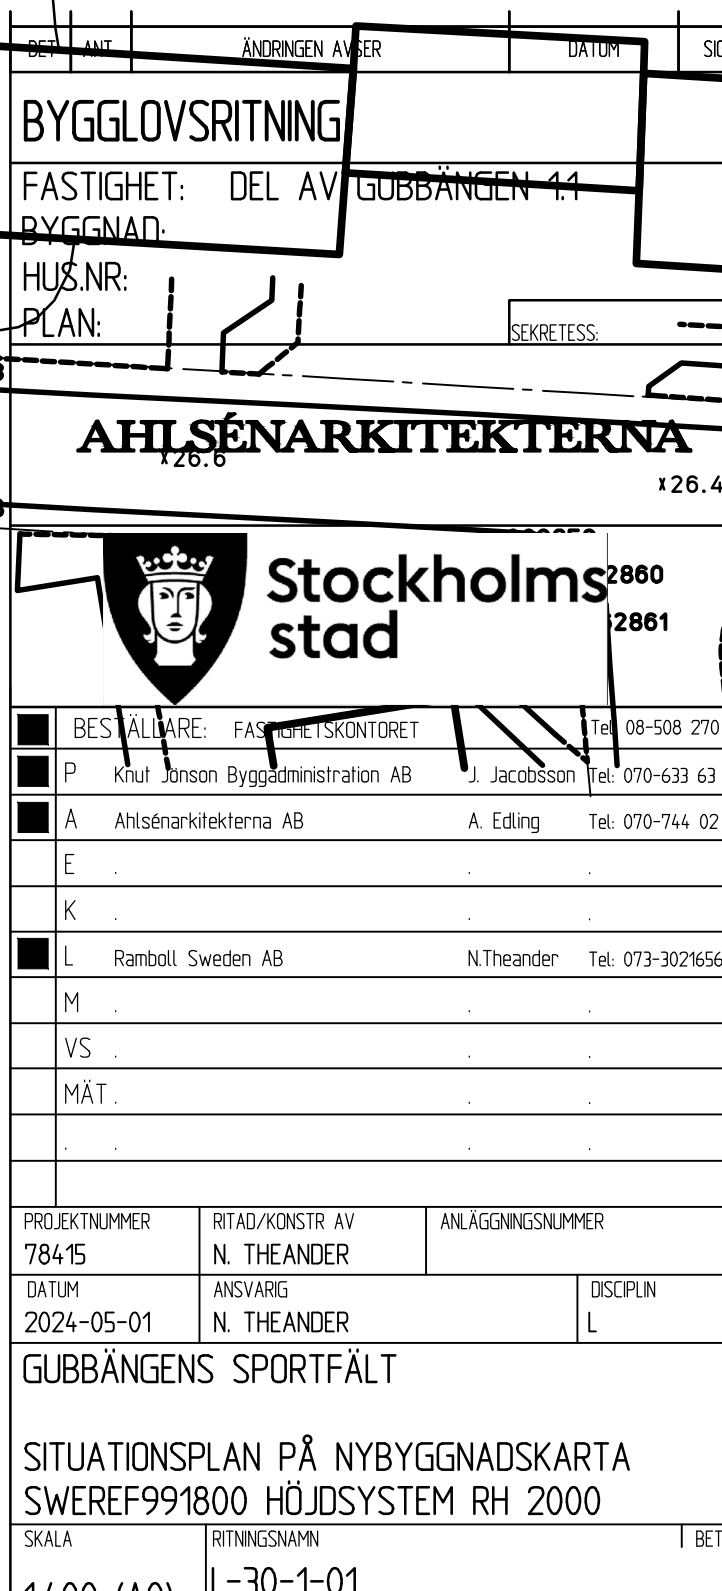 BET ANT ÄNDRINGEN AVSER DATUM
BYGGLOVSRITNING
FASTIGHET: DEL AV GUBBÄNGEN 1:1
BYGGNAD:
HUS.NR:
PLAN:
SEKRETESS:
AHLSÉNARKITEKTERNA
x26.6
x26.4
Stockholms
stad
2860
2861
BESTÄLLARE: FASTIGHETSKONTORET Tel 08-508 270
P Knut Jönson Byggadministration AB J. Jacobsson Tel: 070-633 63
A Ahlsénarkitekterna AB A. Edling Tel: 070-744 02
E . . .
K . . .
L Ramboll Sweden AB N.Theander Tel: 073-3021656
M . . .
VS . . .
MÄT . . .
. . . .
PROJEKTNUMMER RITAD/KONSTR AV ANLÄGGNINGSNUMMER
78415 N. THEANDER
DATUM ANSVARIG DISCIPLIN
2024-05-01 N. THEANDER L
GUBBÄNGENS SPORTFÄLT
SITUATIONSPLAN PÅ NYBYGGNADSKARTA
SWEREF991800 HÖJDSYSTEM RH 2000
SKALA RITNINGSNAMN BET
L-30-1-01